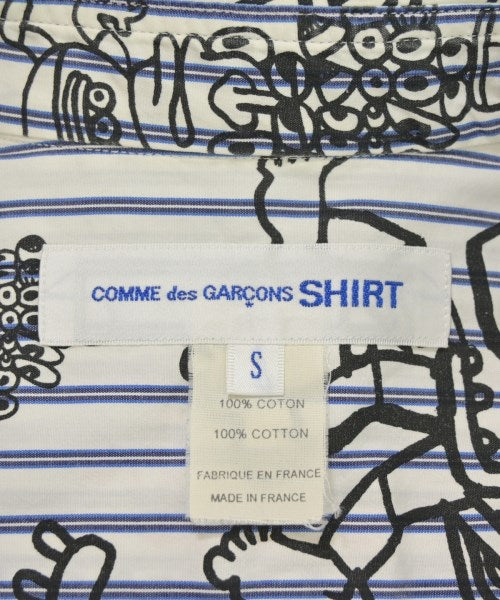 COMME des GARÇONS SHIRT
S
100% COTON
100% COTTON
FABRIQUE EN FRANCE
MADE IN FRANCE